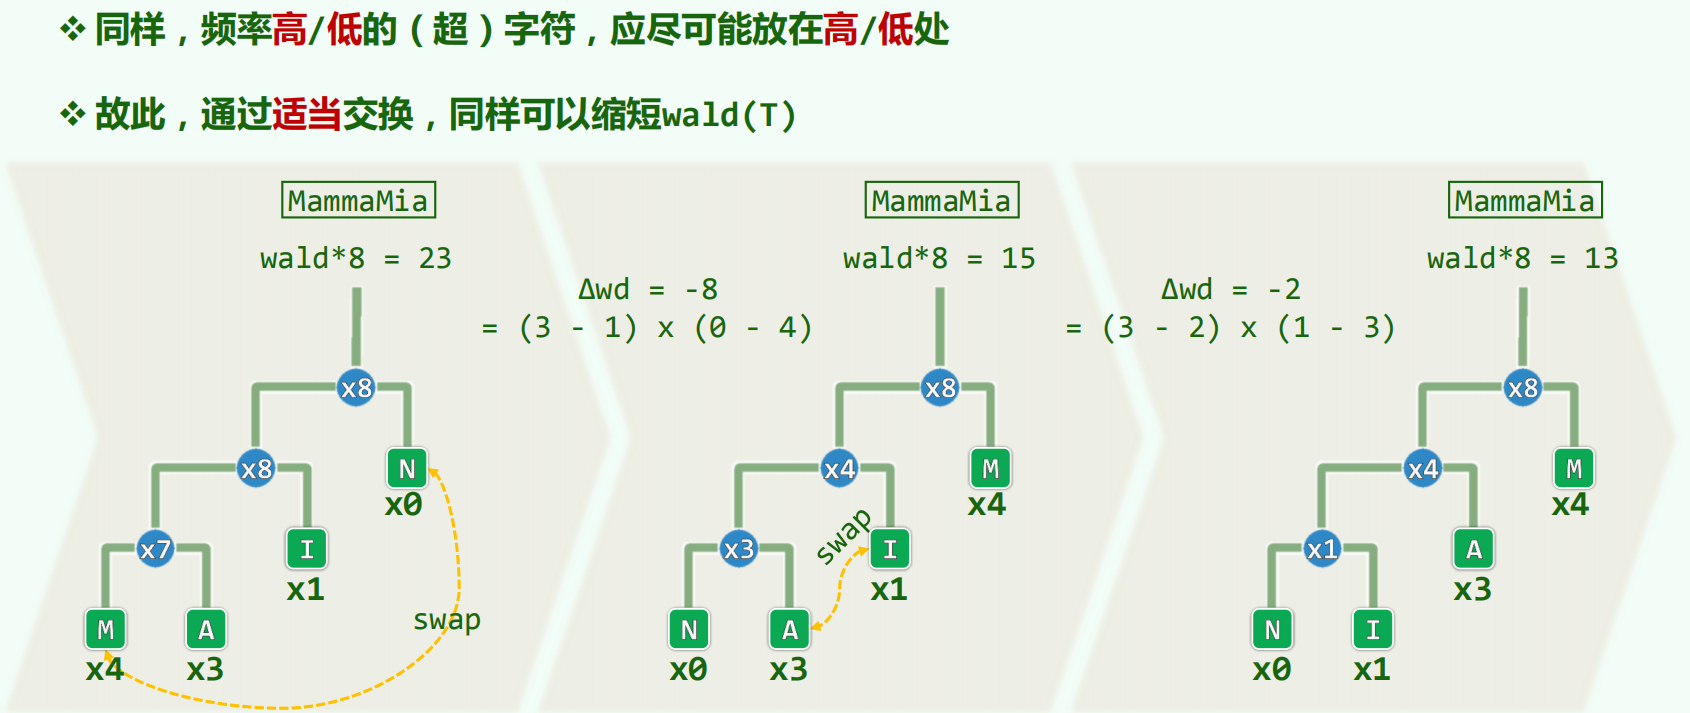 ❖ 同样，频率高/低的（超）字符，应尽可能放在高/低处
❖ 故此，通过适当交换，同样可以缩短wald(T)
MammaMia
wald*8 = 23
x8
x8
N
x0
x7
I
x1
M
x4
A
x3
swap
Δwd = -8
= (3 - 1) x (0 - 4)
MammaMia
wald*8 = 15
x8
x4
M
x4
x3
swap
I
x1
N
x0
A
x3
Δwd = -2
= (3 - 2) x (1 - 3)
MammaMia
wald*8 = 13
x8
x4
M
x4
x1
A
x3
N
x0
I
x1